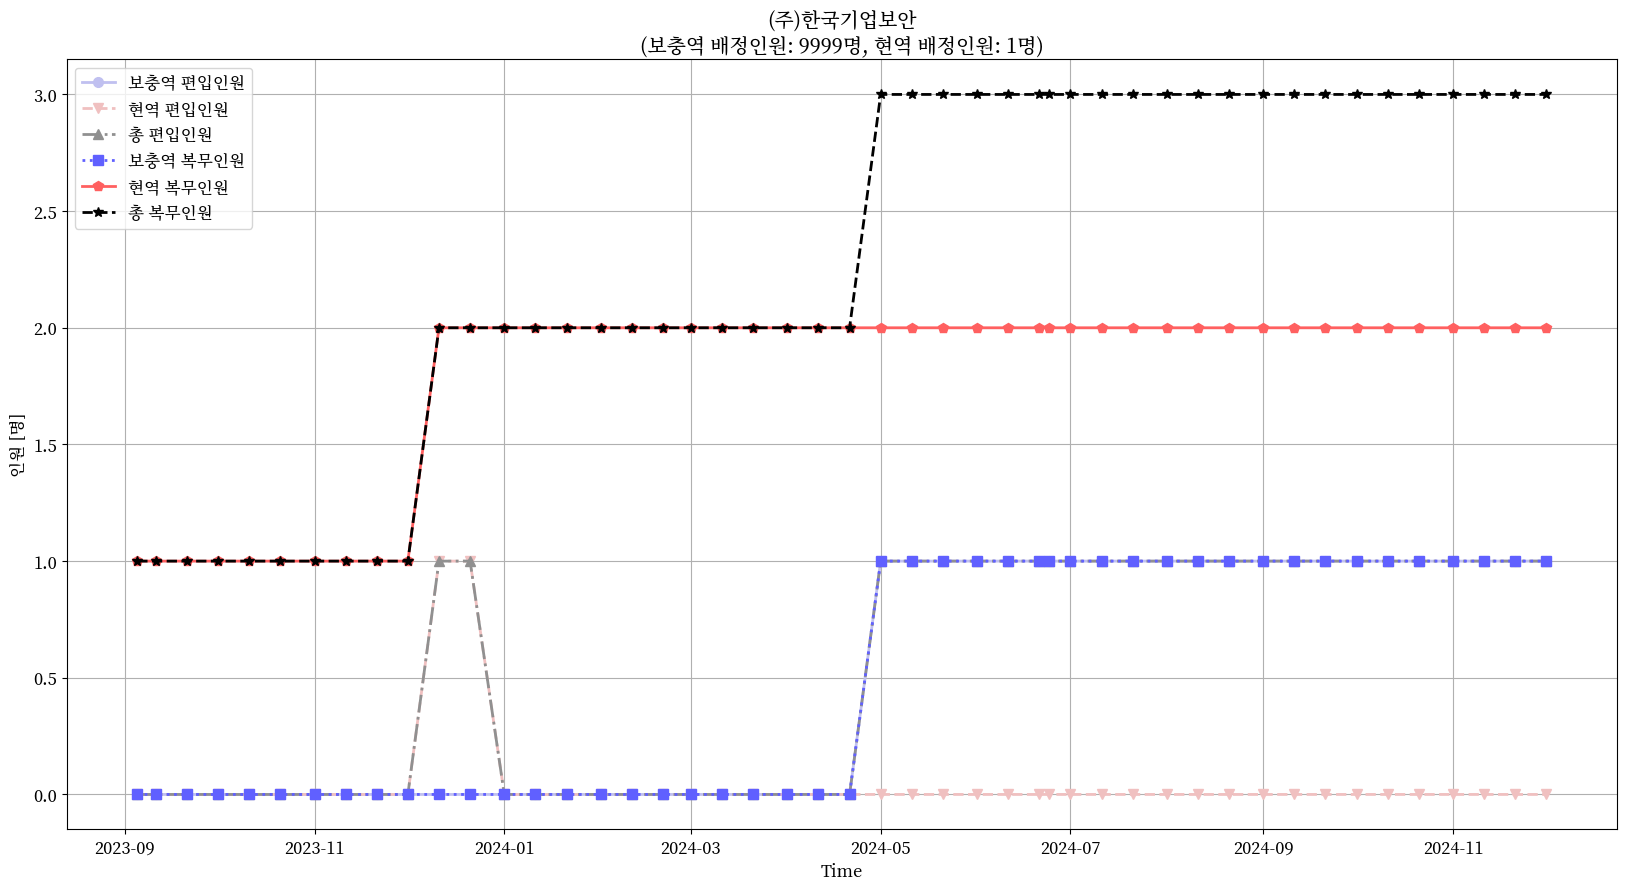 (주)한국기업보안
(보충역 배정인원: 9999명, 현역 배정인원: 1명)
보충역 편입인원
현역 편입인원
총 편입인원
보충역 복무인원
현역 복무인원
총 복무인원
인원 [명]
3.0
2.5
2.0
1.5
1.0
0.5
0.0
2023-09 2023-11 2024-01 2024-03 2024-05 2024-07 2024-09 2024-11
Time